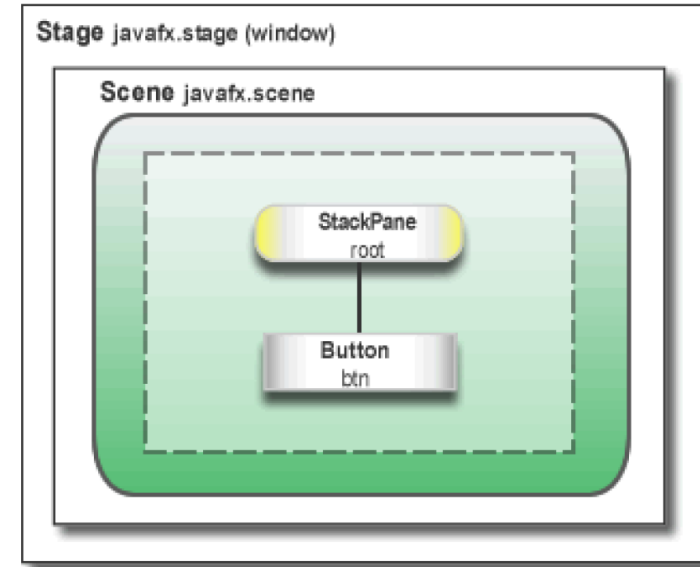 Stage javafx.stage (window)
Scene javafx.scene
StackPane
root
Button
btn